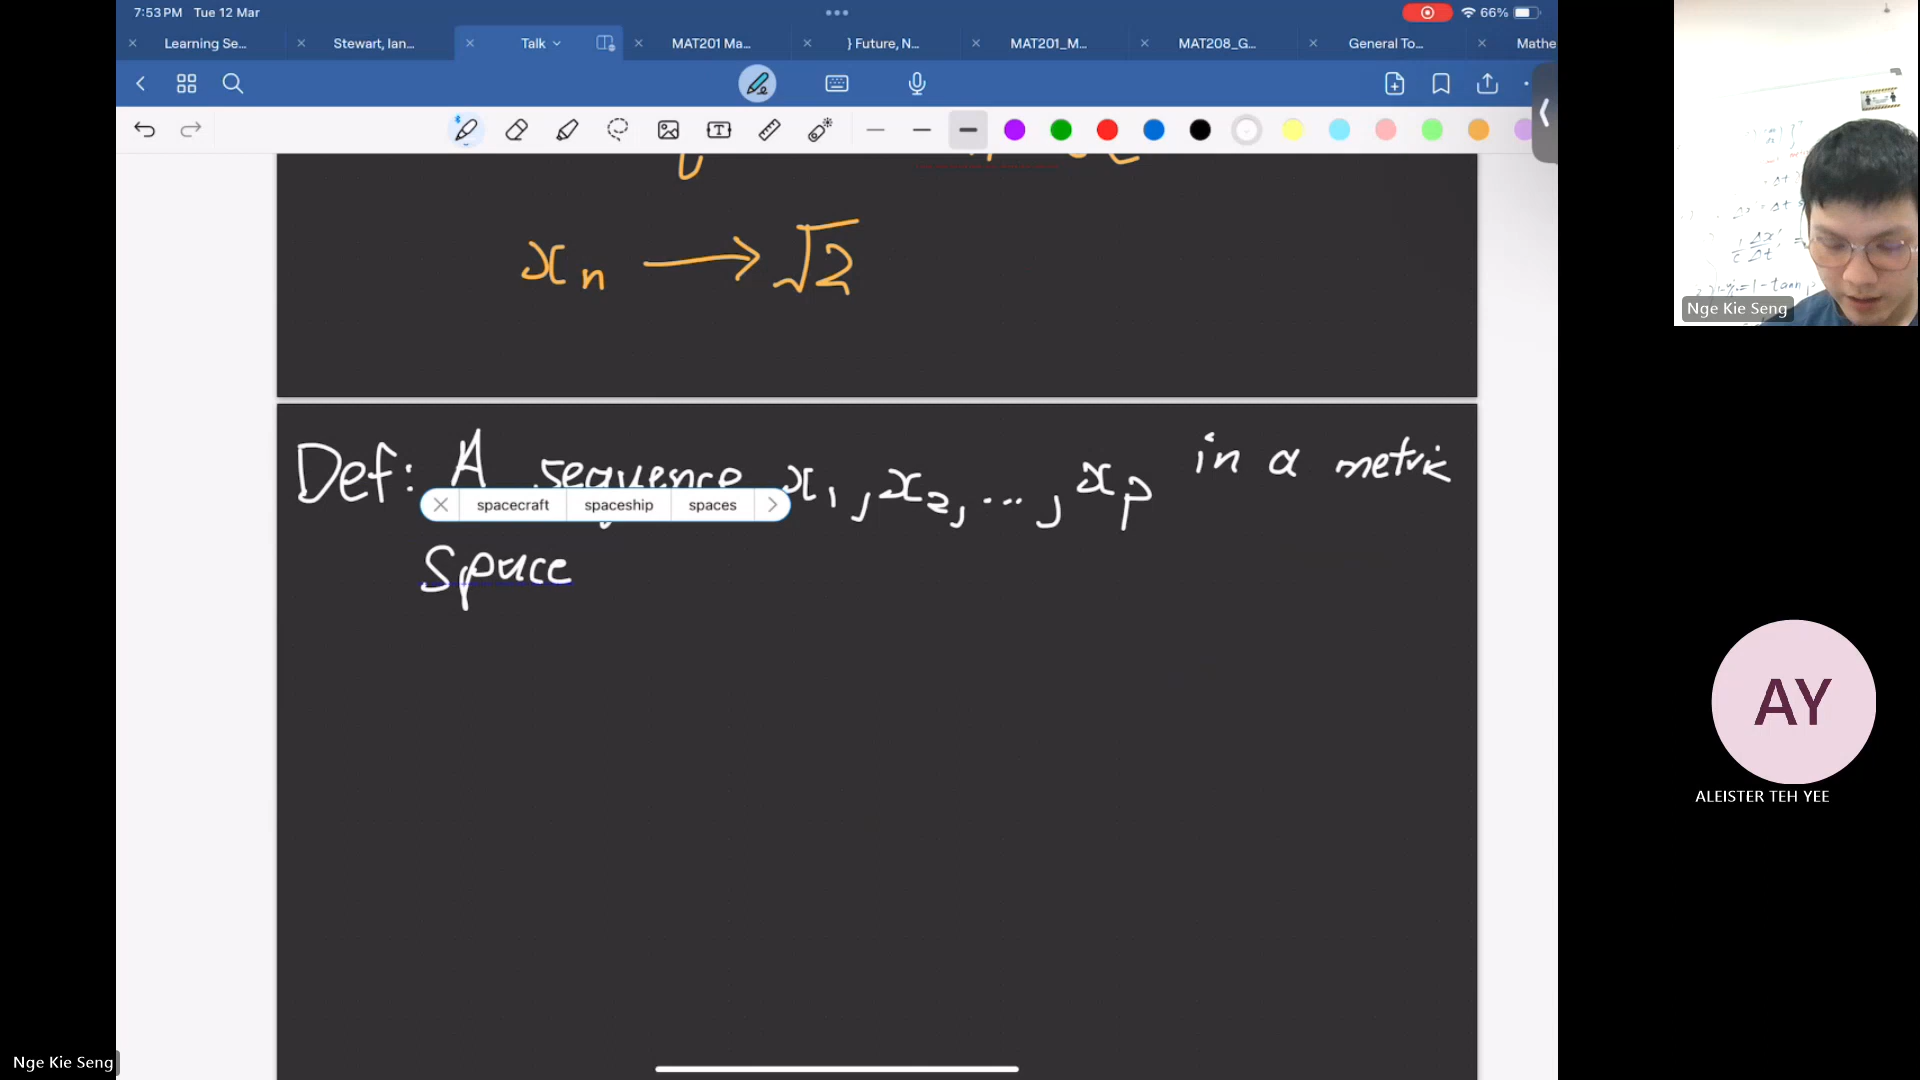 7:53 PM Tue 12 Mar
66%
Learning Se...
Stewart, Ian...
Talk
MAT201 Ma...
} Future, N...
MAT201_M...
MAT208_G...
General To...
Mathe
xₙ ⟶ √2
Def: A sequence x₁, x₂, ..., xₚ in a metric
spacecraft spaceship spaces
Space
Nge Kie Seng
AY
ALEISTER TEH YEE
Nge Kie Seng